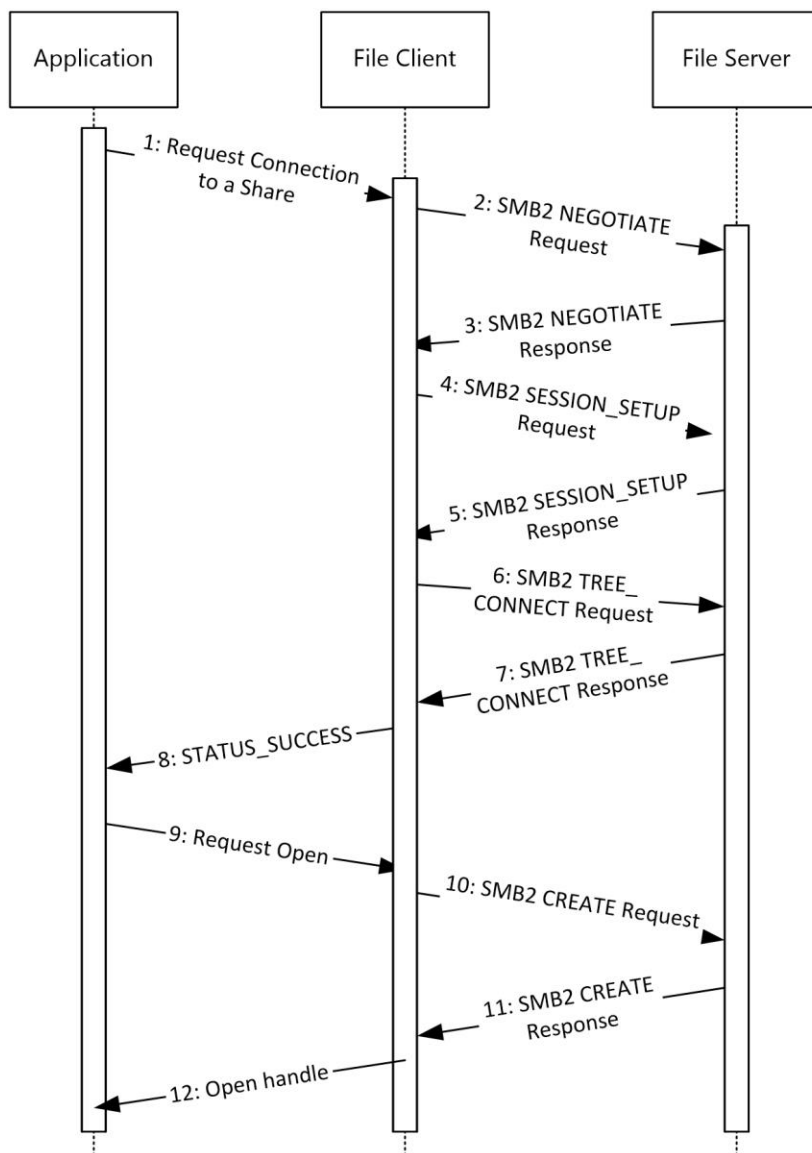 Application
File Client
File Server
1: Request Connection
to a Share
2: SMB2 NEGOTIATE
Request
3: SMB2 NEGOTIATE
Response
4: SMB2 SESSION_SETUP
Request
5: SMB2 SESSION_SETUP
Response
6: SMB2 TREE_
CONNECT Request
7: SMB2 TREE_
CONNECT Response
8: STATUS_SUCCESS
9: Request Open
10: SMB2 CREATE Request
11: SMB2 CREATE
Response
12: Open handle